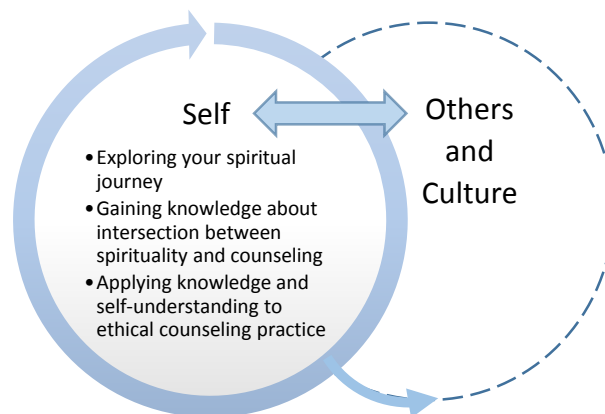 Self
•Exploring your spiritual
journey
•Gaining knowledge about
intersection between
spirituality and counseling
•Applying knowledge and
self-understanding to
ethical counseling practice
Others
and
Culture